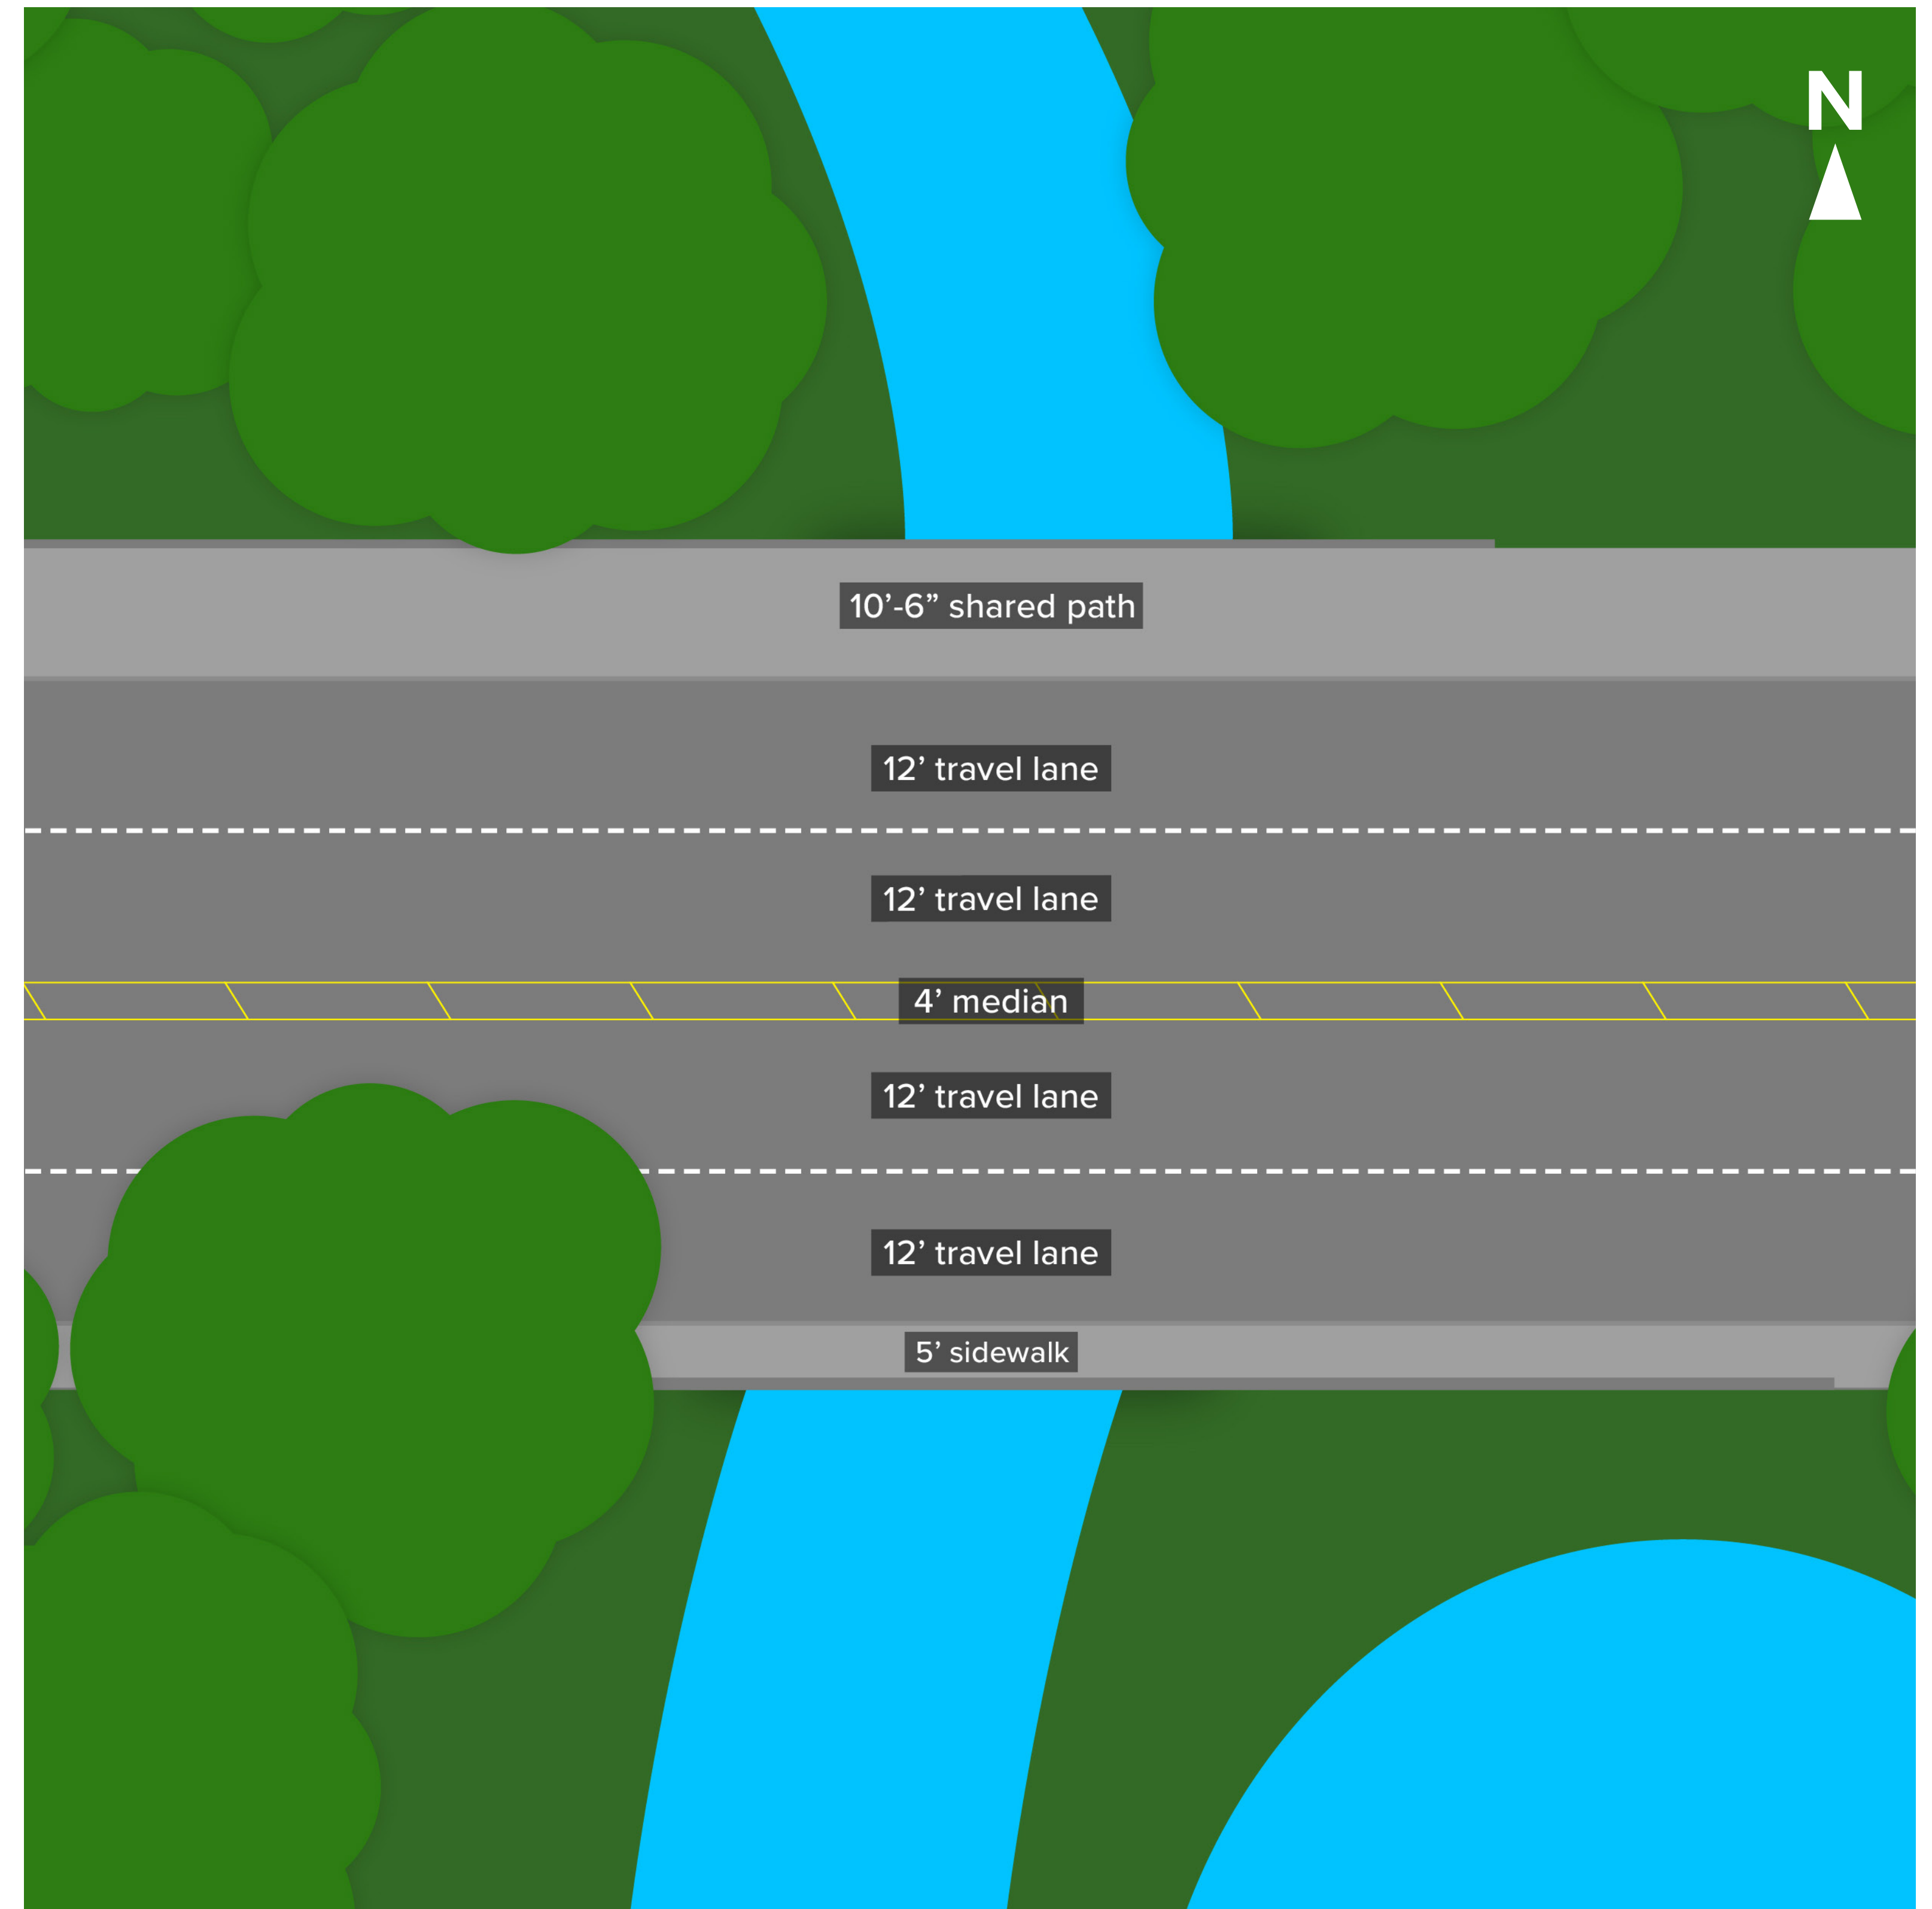 N
10’-6” shared path
12’ travel lane
12’ travel lane
4’ median
12’ travel lane
12’ travel lane
5’ sidewalk